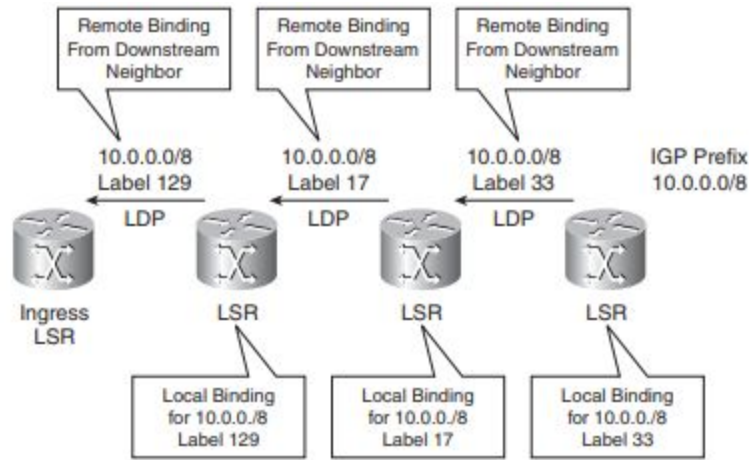 Remote Binding
From Downstream
Neighbor
Remote Binding
From Downstream
Neighbor
Remote Binding
From Downstream
Neighbor
10.0.0.0/8
Label 129
LDP
10.0.0.0/8
Label 17
LDP
10.0.0.0/8
Label 33
LDP
IGP Prefix
10.0.0.0/8
Ingress
LSR
LSR
LSR
LSR
Local Binding
for 10.0.0./8
Label 129
Local Binding
for 10.0.0./8
Label 17
Local Binding
for 10.0.0./8
Label 33